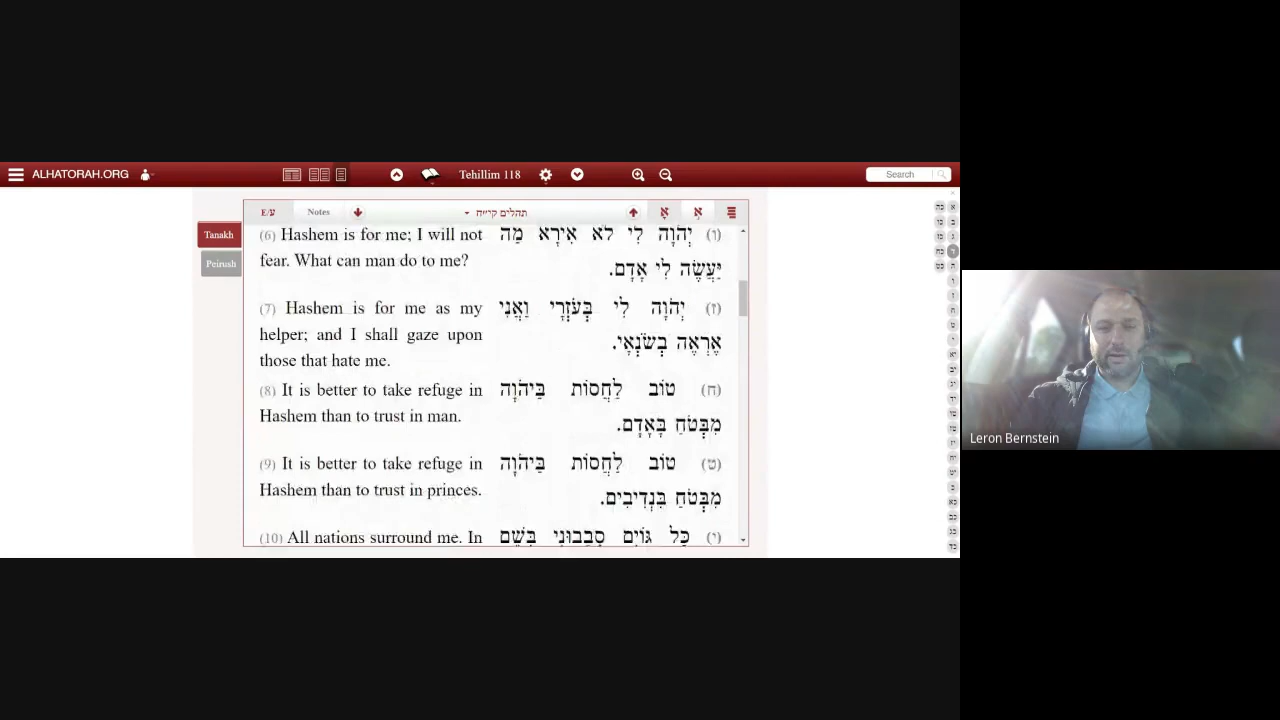 ALHATORAH.ORG
Tehillim 118
Search
E/ע
Notes
תהלים קי״ח
אָ
א
Tanakh
Peirush
(6) Hashem is for me; I will not
fear. What can man do to me?
(ו) יְהֹוָה לִי לֹא אִירָא מַה
יַּעֲשֶׂה לִי אָדָם.
(7) Hashem is for me as my
helper; and I shall gaze upon
those that hate me.
(ז) יְהֹוָה לִי בְּעֹזְרָי וַאֲנִי
אֶרְאֶה בְשֹׂנְאָי.
(8) It is better to take refuge in
Hashem than to trust in man.
(ח) טוֹב לַחֲסוֹת בַּיהֹוָה
מִבְּטֹחַ בָּאָדָם.
(9) It is better to take refuge in
Hashem than to trust in princes.
(ט) טוֹב לַחֲסוֹת בַּיהֹוָה
מִבְּטֹחַ בִּנְדִיבִים.
(10) All nations surround me. In
(י) כׇּל גּוֹיִם סְבָבוּנִי בְּשֵׁם
Leron Bernstein